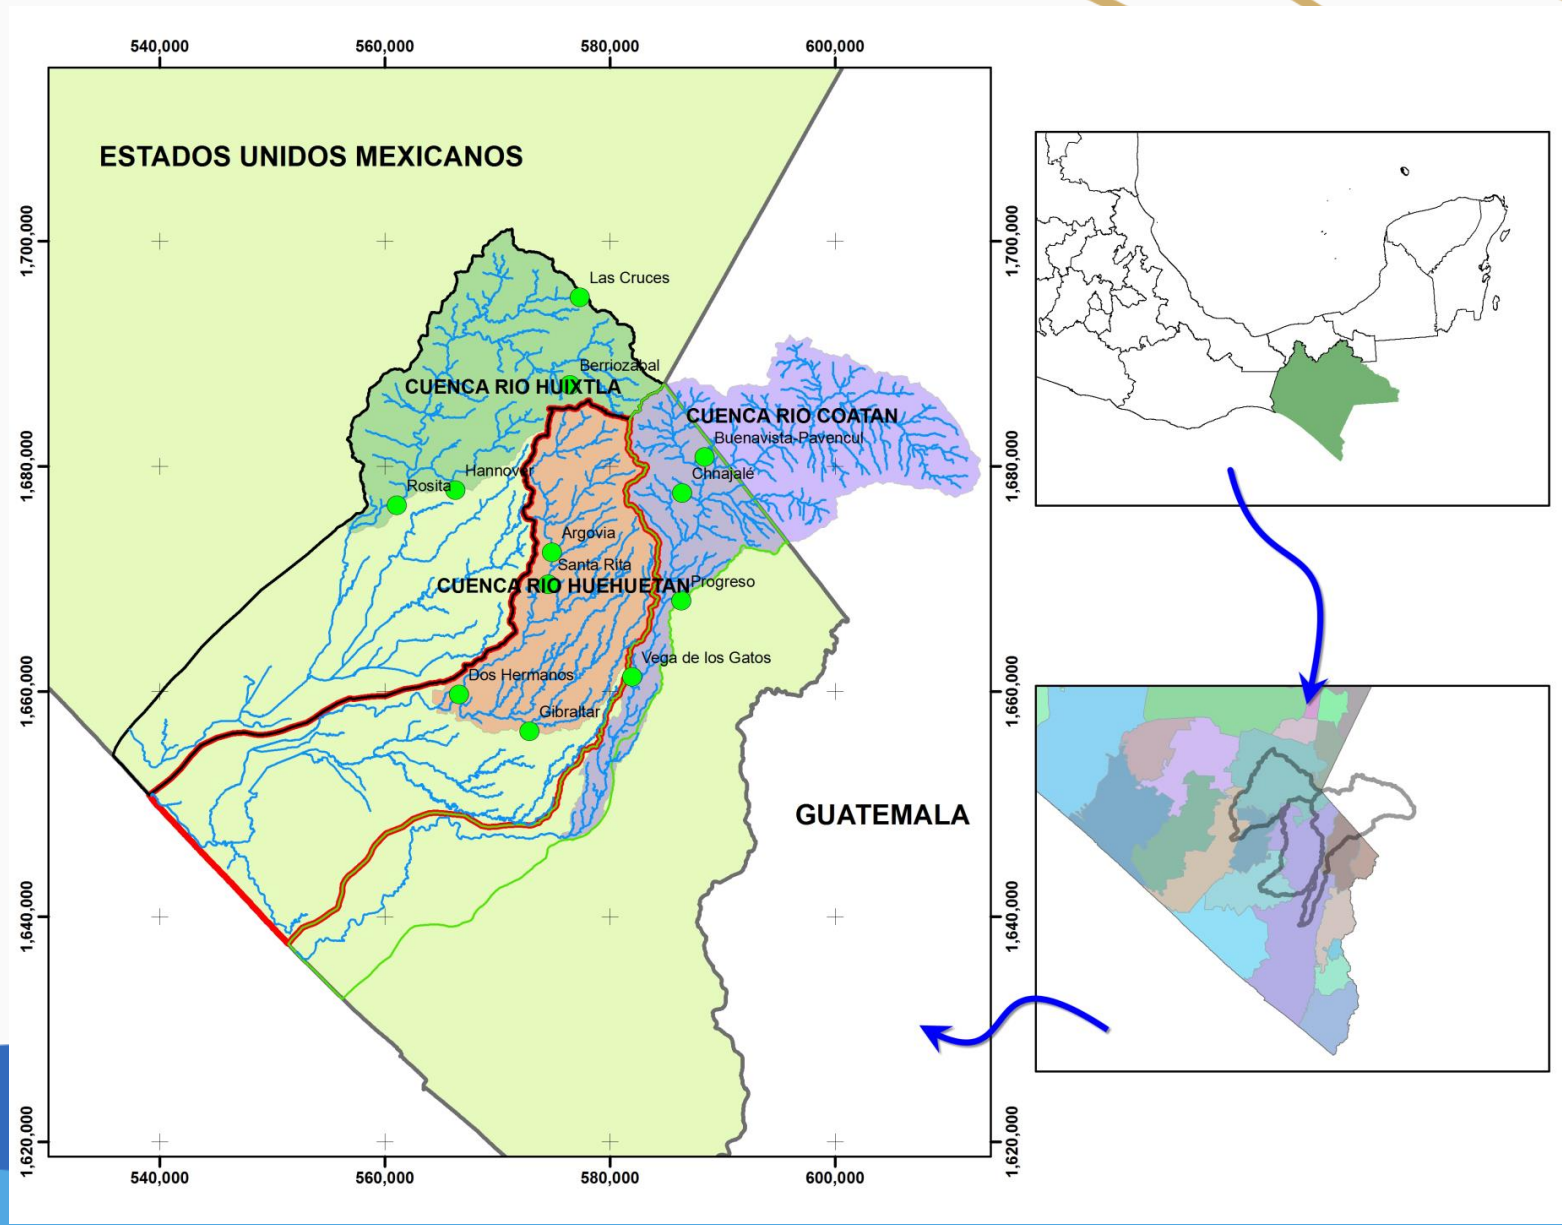 540,000
560,000
580,000
600,000
ESTADOS UNIDOS MEXICANOS
1,700,000
1,700,000
Las Cruces
Berriozabal
CUENCA RIO HUIXTLA
CUENCA RIO COATAN
Buenavista-Pavencul
1,680,000
1,680,000
Hannover
Chnajalé
Rosita
Argovia
Santa Rita
CUENCA RIO HUEHUETAN
Progreso
Vega de los Gatos
1,660,000
1,660,000
Dos Hermanos
Gibraltar
GUATEMALA
1,640,000
1,640,000
1,620,000
1,620,000
540,000
560,000
580,000
600,000